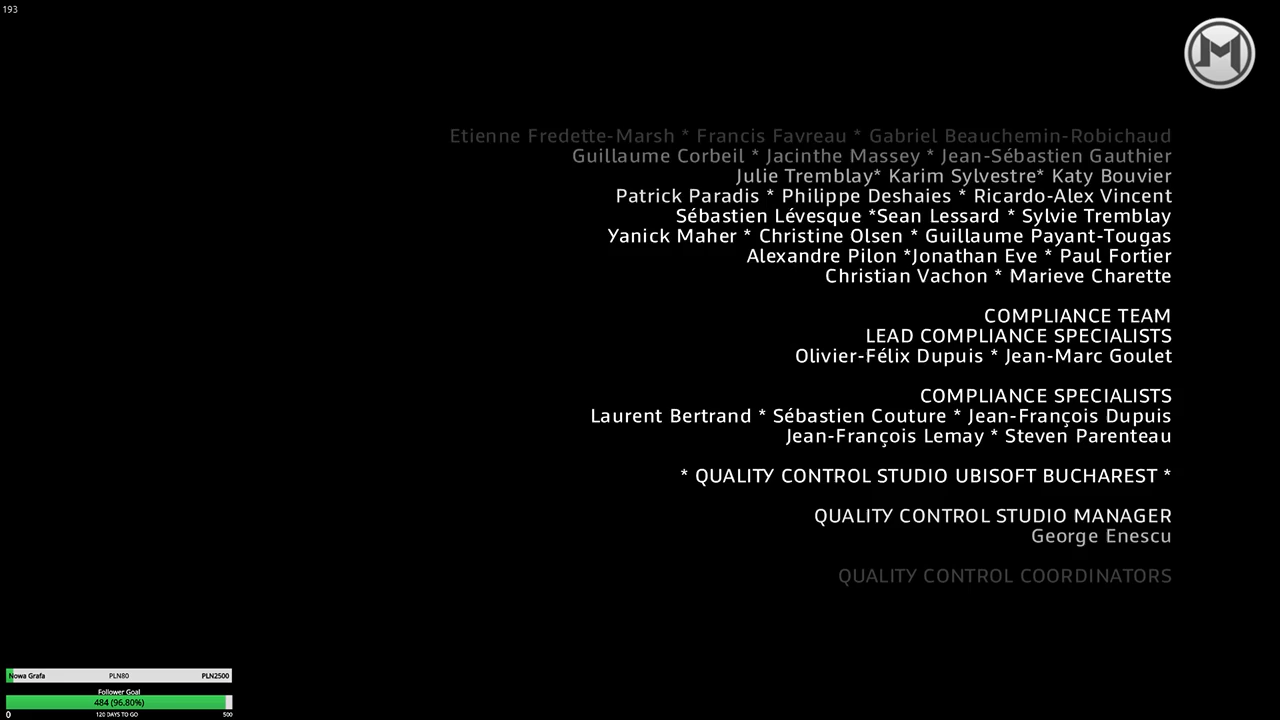 193
M
Etienne Fredette-Marsh * Francis Favreau * Gabriel Beauchemin-Robichaud
Guillaume Corbeil * Jacinthe Massey * Jean-Sébastien Gauthier
Julie Tremblay* Karim Sylvestre* Katy Bouvier
Patrick Paradis * Philippe Deshaies * Ricardo-Alex Vincent
Sébastien Lévesque *Sean Lessard * Sylvie Tremblay
Yanick Maher * Christine Olsen * Guillaume Payant-Tougas
Alexandre Pilon *Jonathan Eve * Paul Fortier
Christian Vachon * Marieve Charette
COMPLIANCE TEAM
LEAD COMPLIANCE SPECIALISTS
Olivier-Félix Dupuis * Jean-Marc Goulet
COMPLIANCE SPECIALISTS
Laurent Bertrand * Sébastien Couture * Jean-François Dupuis
Jean-François Lemay * Steven Parenteau
* QUALITY CONTROL STUDIO UBISOFT BUCHAREST *
QUALITY CONTROL STUDIO MANAGER
George Enescu
QUALITY CONTROL COORDINATORS
Nowa Grafa PLN80 PLN2500
Follower Goal
484 (96.80%)
0 120 DAYS TO GO 500